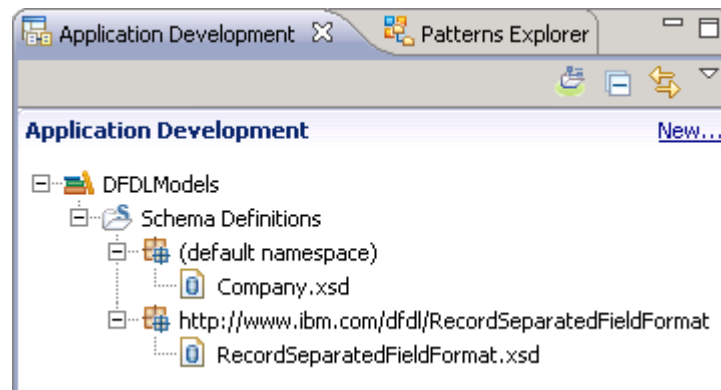 Application Development Patterns Explorer
Application Development New...
DFDLModels
Schema Definitions
(default namespace)
Company.xsd
http://www.ibm.com/dfdl/RecordSeparatedFieldFormat
RecordSeparatedFieldFormat.xsd